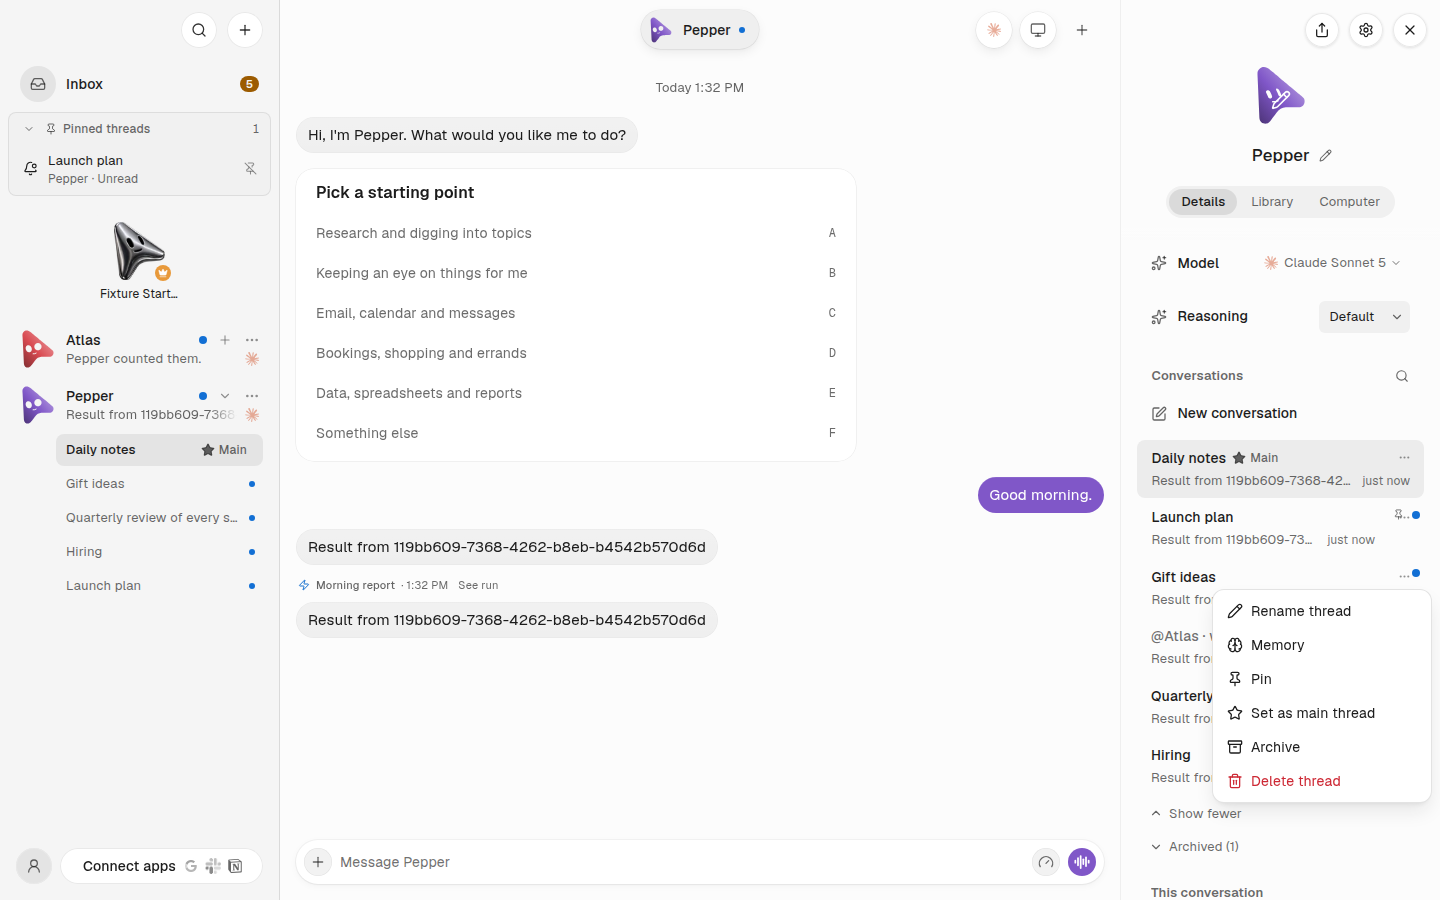 Inbox
5
Pinned threads
1
Launch plan
Pepper · Unread
Fixture Start...
Atlas
Pepper counted them.
Pepper
Result from 119bb609-7368
Daily notes
Main
Gift ideas
Quarterly review of every s...
Hiring
Launch plan
Connect apps
Pepper
Today 1:32 PM
Hi, I'm Pepper. What would you like me to do?
Pick a starting point
Research and digging into topics
A
Keeping an eye on things for me
B
Email, calendar and messages
C
Bookings, shopping and errands
D
Data, spreadsheets and reports
E
Something else
F
Good morning.
Result from 119bb609-7368-4262-b8eb-b4542b570d6d
Morning report · 1:32 PM See run
Result from 119bb609-7368-4262-b8eb-b4542b570d6d
Message Pepper
Pepper
Details
Library
Computer
Model
Claude Sonnet 5
Reasoning
Default
Conversations
New conversation
Daily notes
Main
Result from 119bb609-7368-42...
just now
Launch plan
Result from 119bb609-73...
just now
Gift ideas
Result fro
@Atlas ·
Result fro
Quarterly
Result fro
Hiring
Result fro
Rename thread
Memory
Pin
Set as main thread
Archive
Delete thread
Show fewer
Archived (1)
This conversation